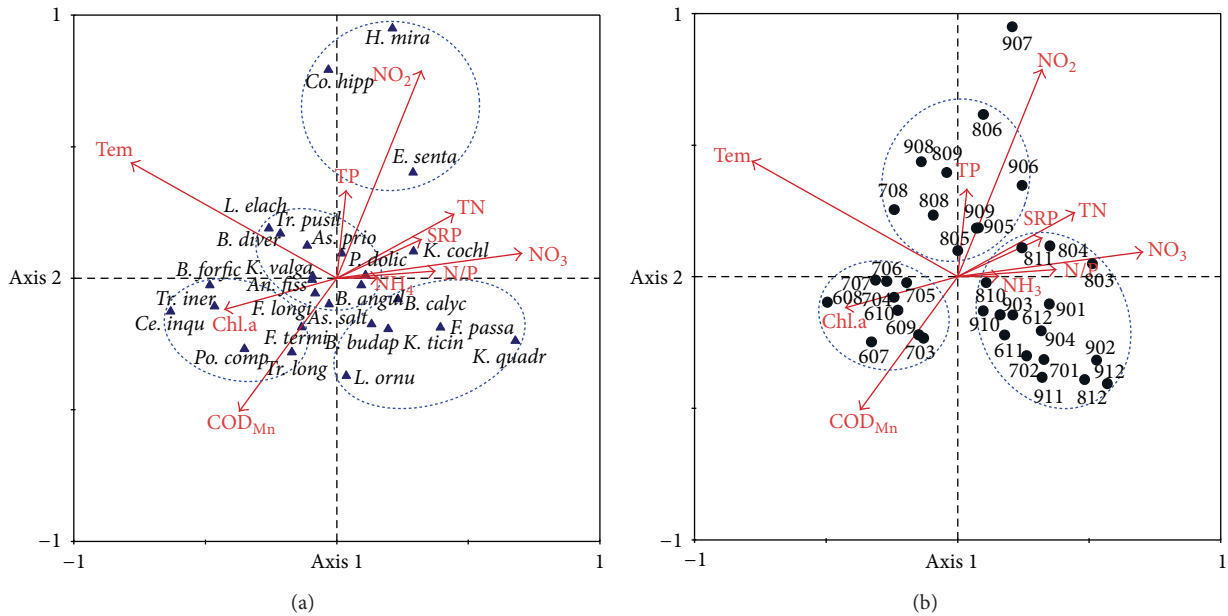 1
H. mira
Co. hipp
NO2
Tem
E. senta
TP
L. elach
Tr. pusil
TN
B. diver
As. prio
SRP
K. cochl
P. dolic
NO3
Axis 2
B. forfic
K. valga
N/P
An. fiss
NH4
Tr. iner
Chl.a
F. longi
B. angul
B. calyc
Ce. inqu
As. salt
F. termi
B. budap
K. ticin
F. passa
K. quadr
Po. comp
Tr. long
L. ornu
CODMn
−1
−1
Axis 1
1
(a)
1
907
NO2
806
Tem
908
809
TP
906
708
808
909
905
TN
SRP
805
811
804
NO3
Axis 2
N/P
803
707
706
NH3
608
704
705
810
Chl.a
610
910
903
612
901
607
609
703
611
904
702
701
902
911
812
912
CODMn
−1
−1
Axis 1
1
(b)